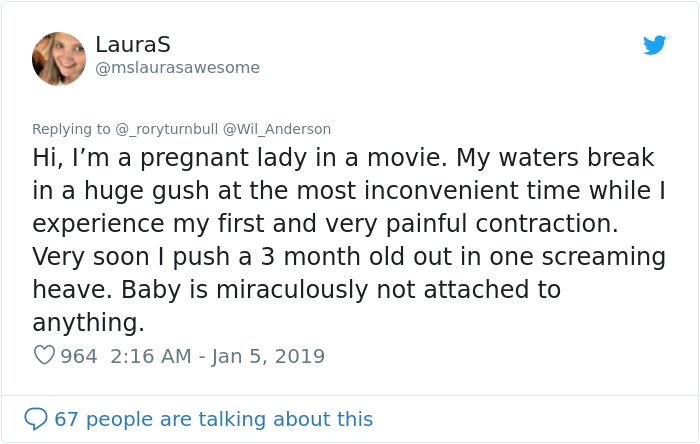 LauraS
@mslaurasawesome
Replying to @_roryturnbull @Wil_Anderson
Hi, I’m a pregnant lady in a movie. My waters break
in a huge gush at the most inconvenient time while I
experience my first and very painful contraction.
Very soon I push a 3 month old out in one screaming
heave. Baby is miraculously not attached to
anything.
964 2:16 AM - Jan 5, 2019
67 people are talking about this